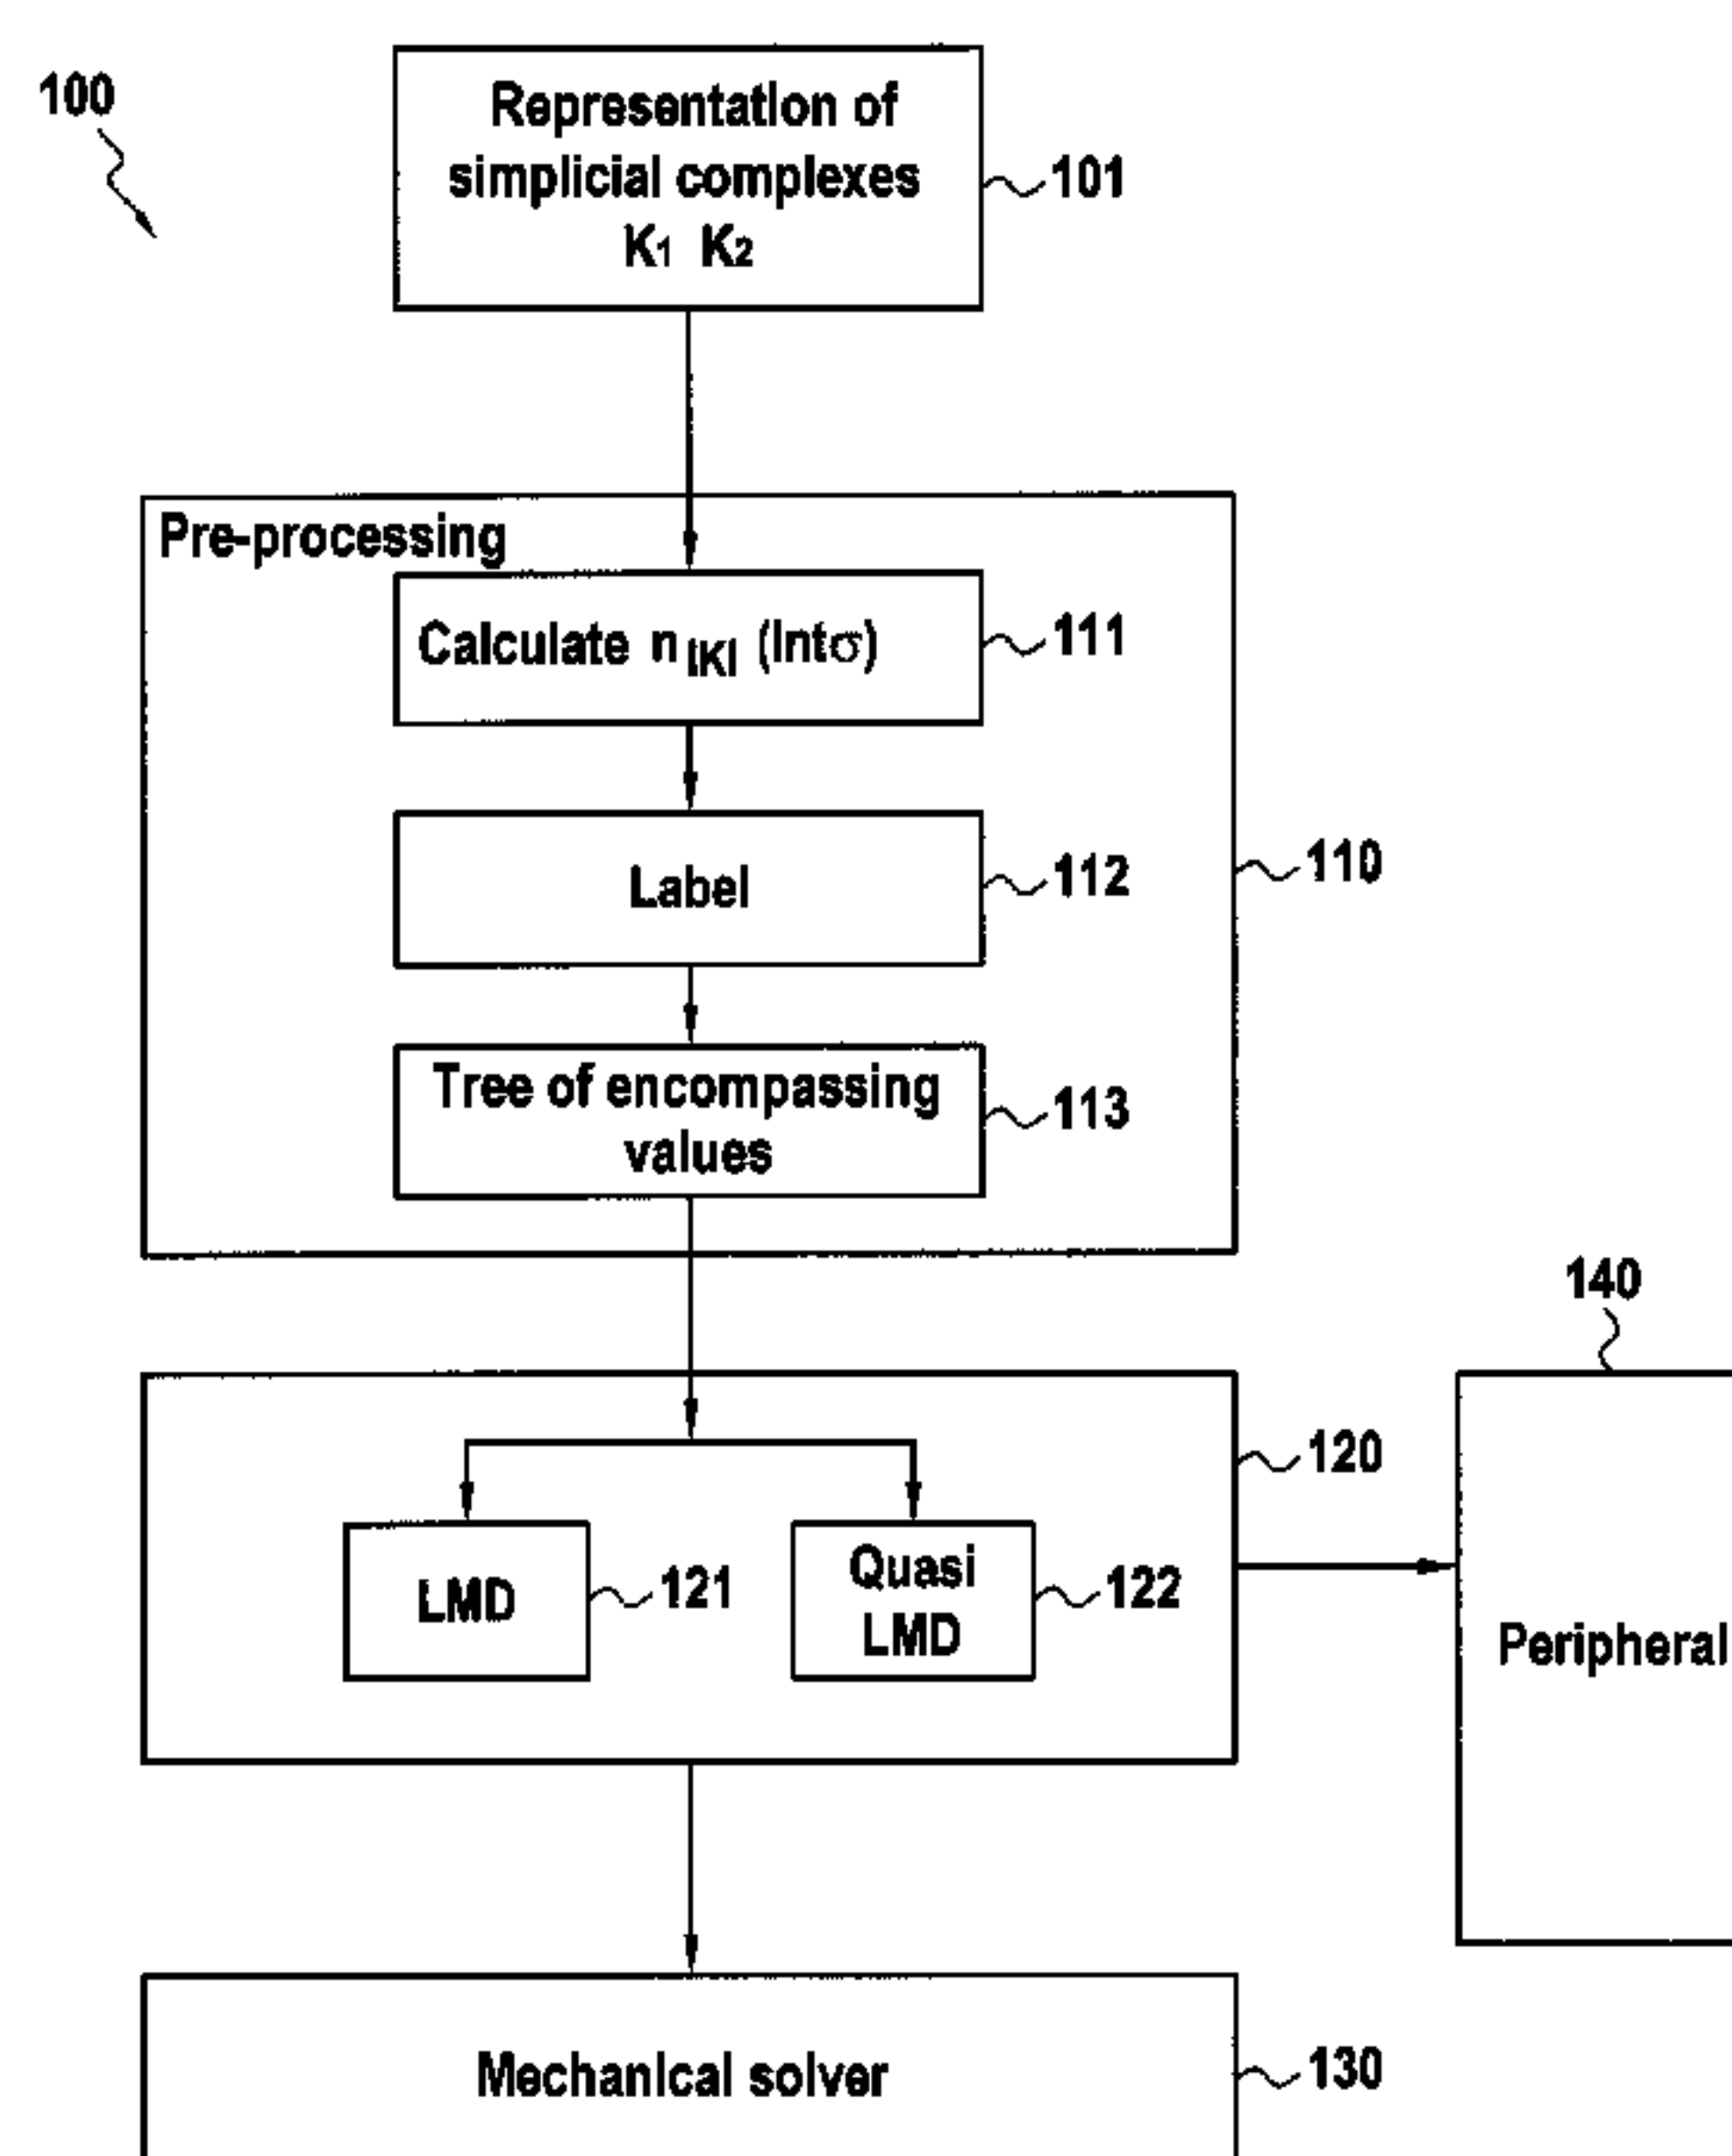 100
Representation of
simplicial complexes
K1 K2
101
Pre-processing
Calculate n |K| (Intσ)
111
Label
112
110
Tree of encompassing
values
113
140
120
LMD
121
Quasi
LMD
122
Peripheral
Mechanical solver
130